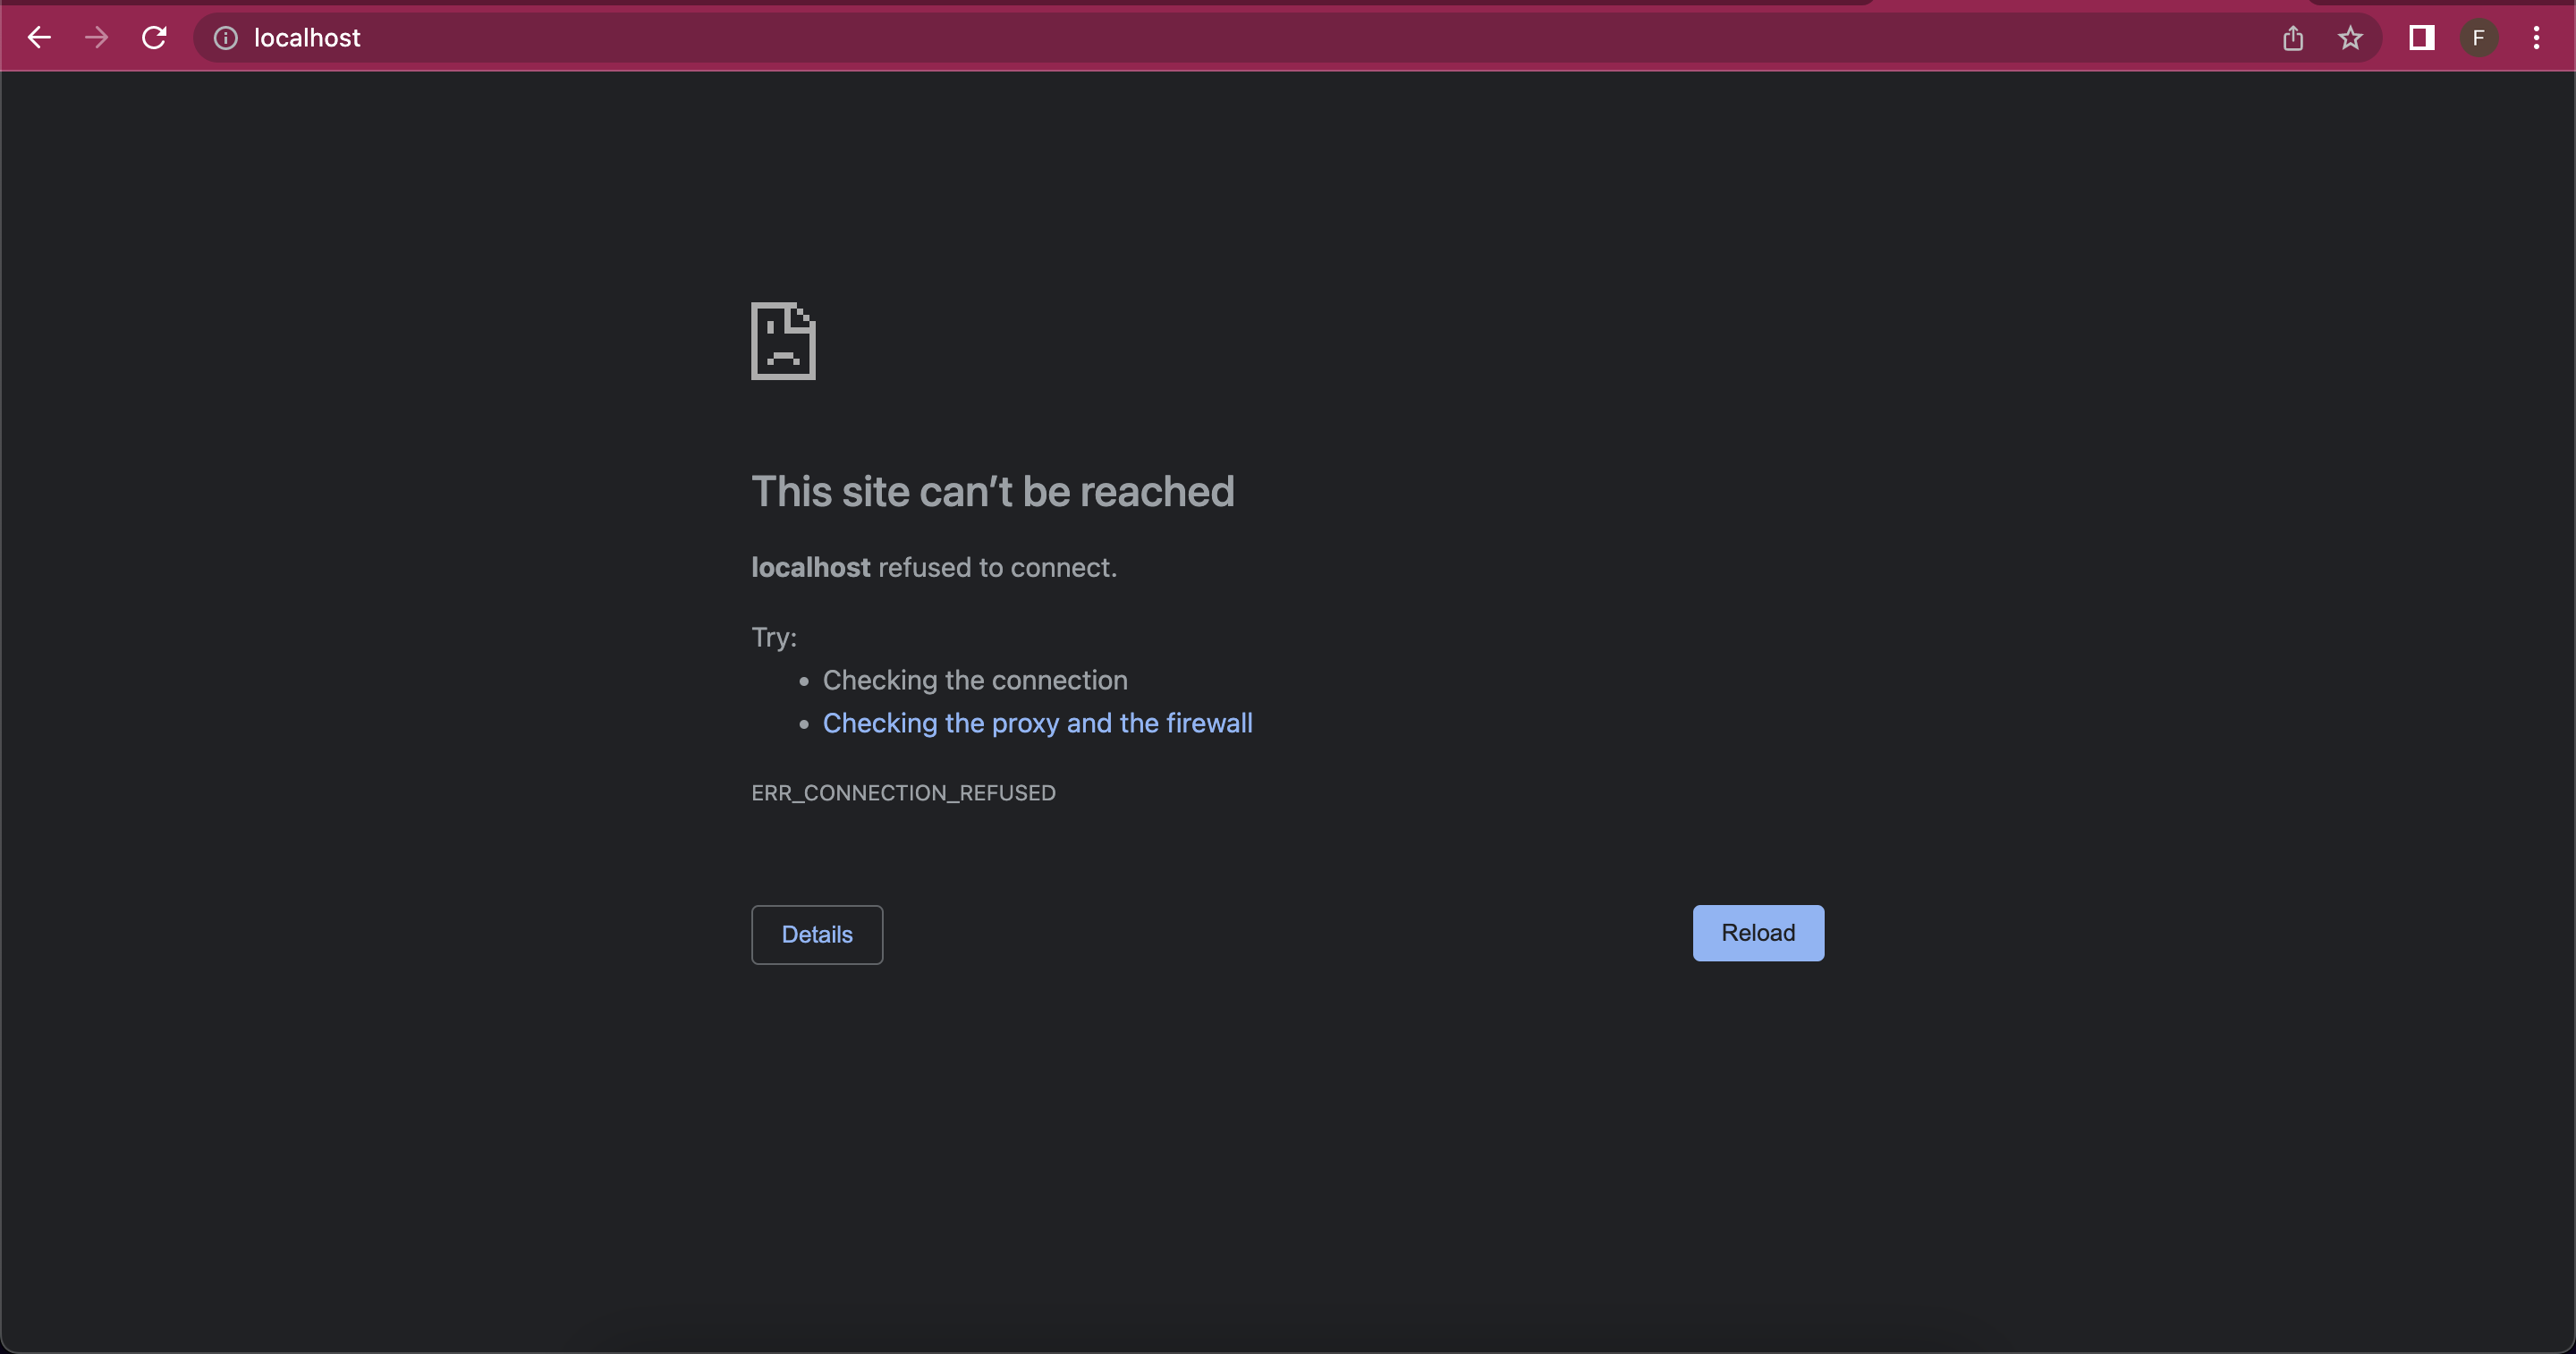 localhost
F
This site can’t be reached
localhost refused to connect.
Try:
• Checking the connection
• Checking the proxy and the firewall
ERR_CONNECTION_REFUSED
Details
Reload